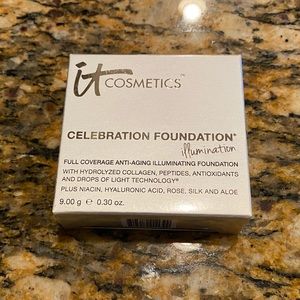 it COSMETICS™
CELEBRATION FOUNDATION®
illumination
FULL COVERAGE ANTI-AGING ILLUMINATING FOUNDATION
WITH HYDROLYZED COLLAGEN, PEPTIDES, ANTIOXIDANTS
AND DROPS OF LIGHT TECHNOLOGY®
PLUS NIACIN, HYALURONIC ACID, ROSE, SILK AND ALOE
9.00 g ℮ 0.30 oz.